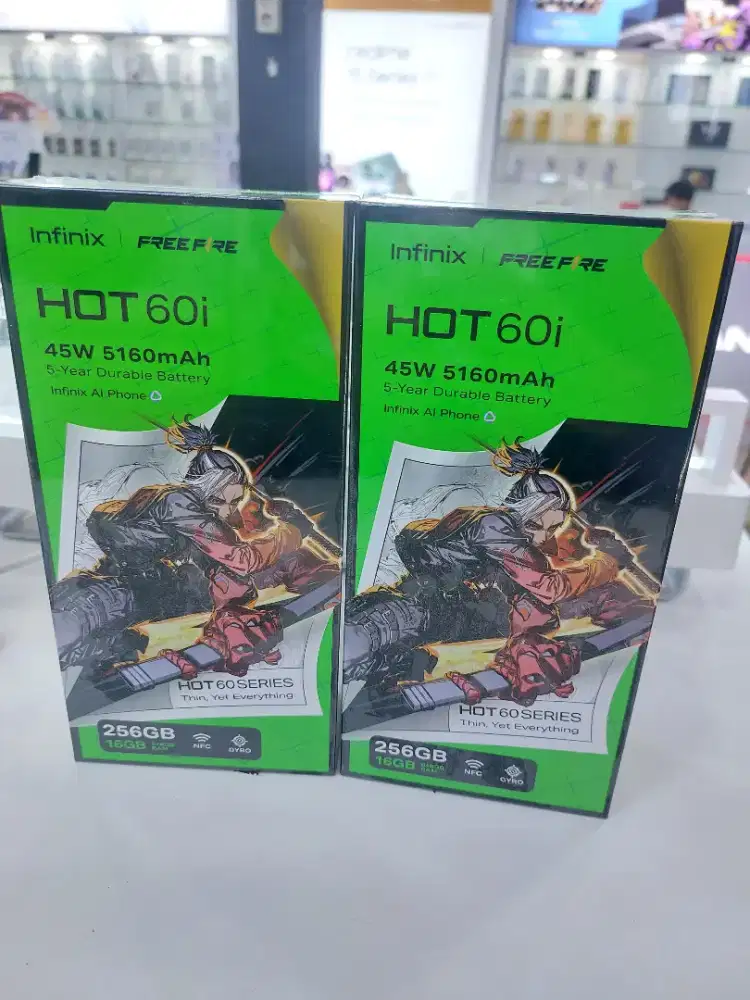 Infinix | FREE FIRE
HOT 60i
45W 5160mAh
5-Year Durable Battery
Infinix AI Phone
HOT 60 SERIES
Thin, Yet Everything
256GB
16GB
NFC
GYRO
Infinix | FREE FIRE
HOT 60i
45W 5160mAh
5-Year Durable Battery
Infinix AI Phone
HOT 60 SERIES
Thin, Yet Everything
256GB
16GB
NFC
GYRO
realme